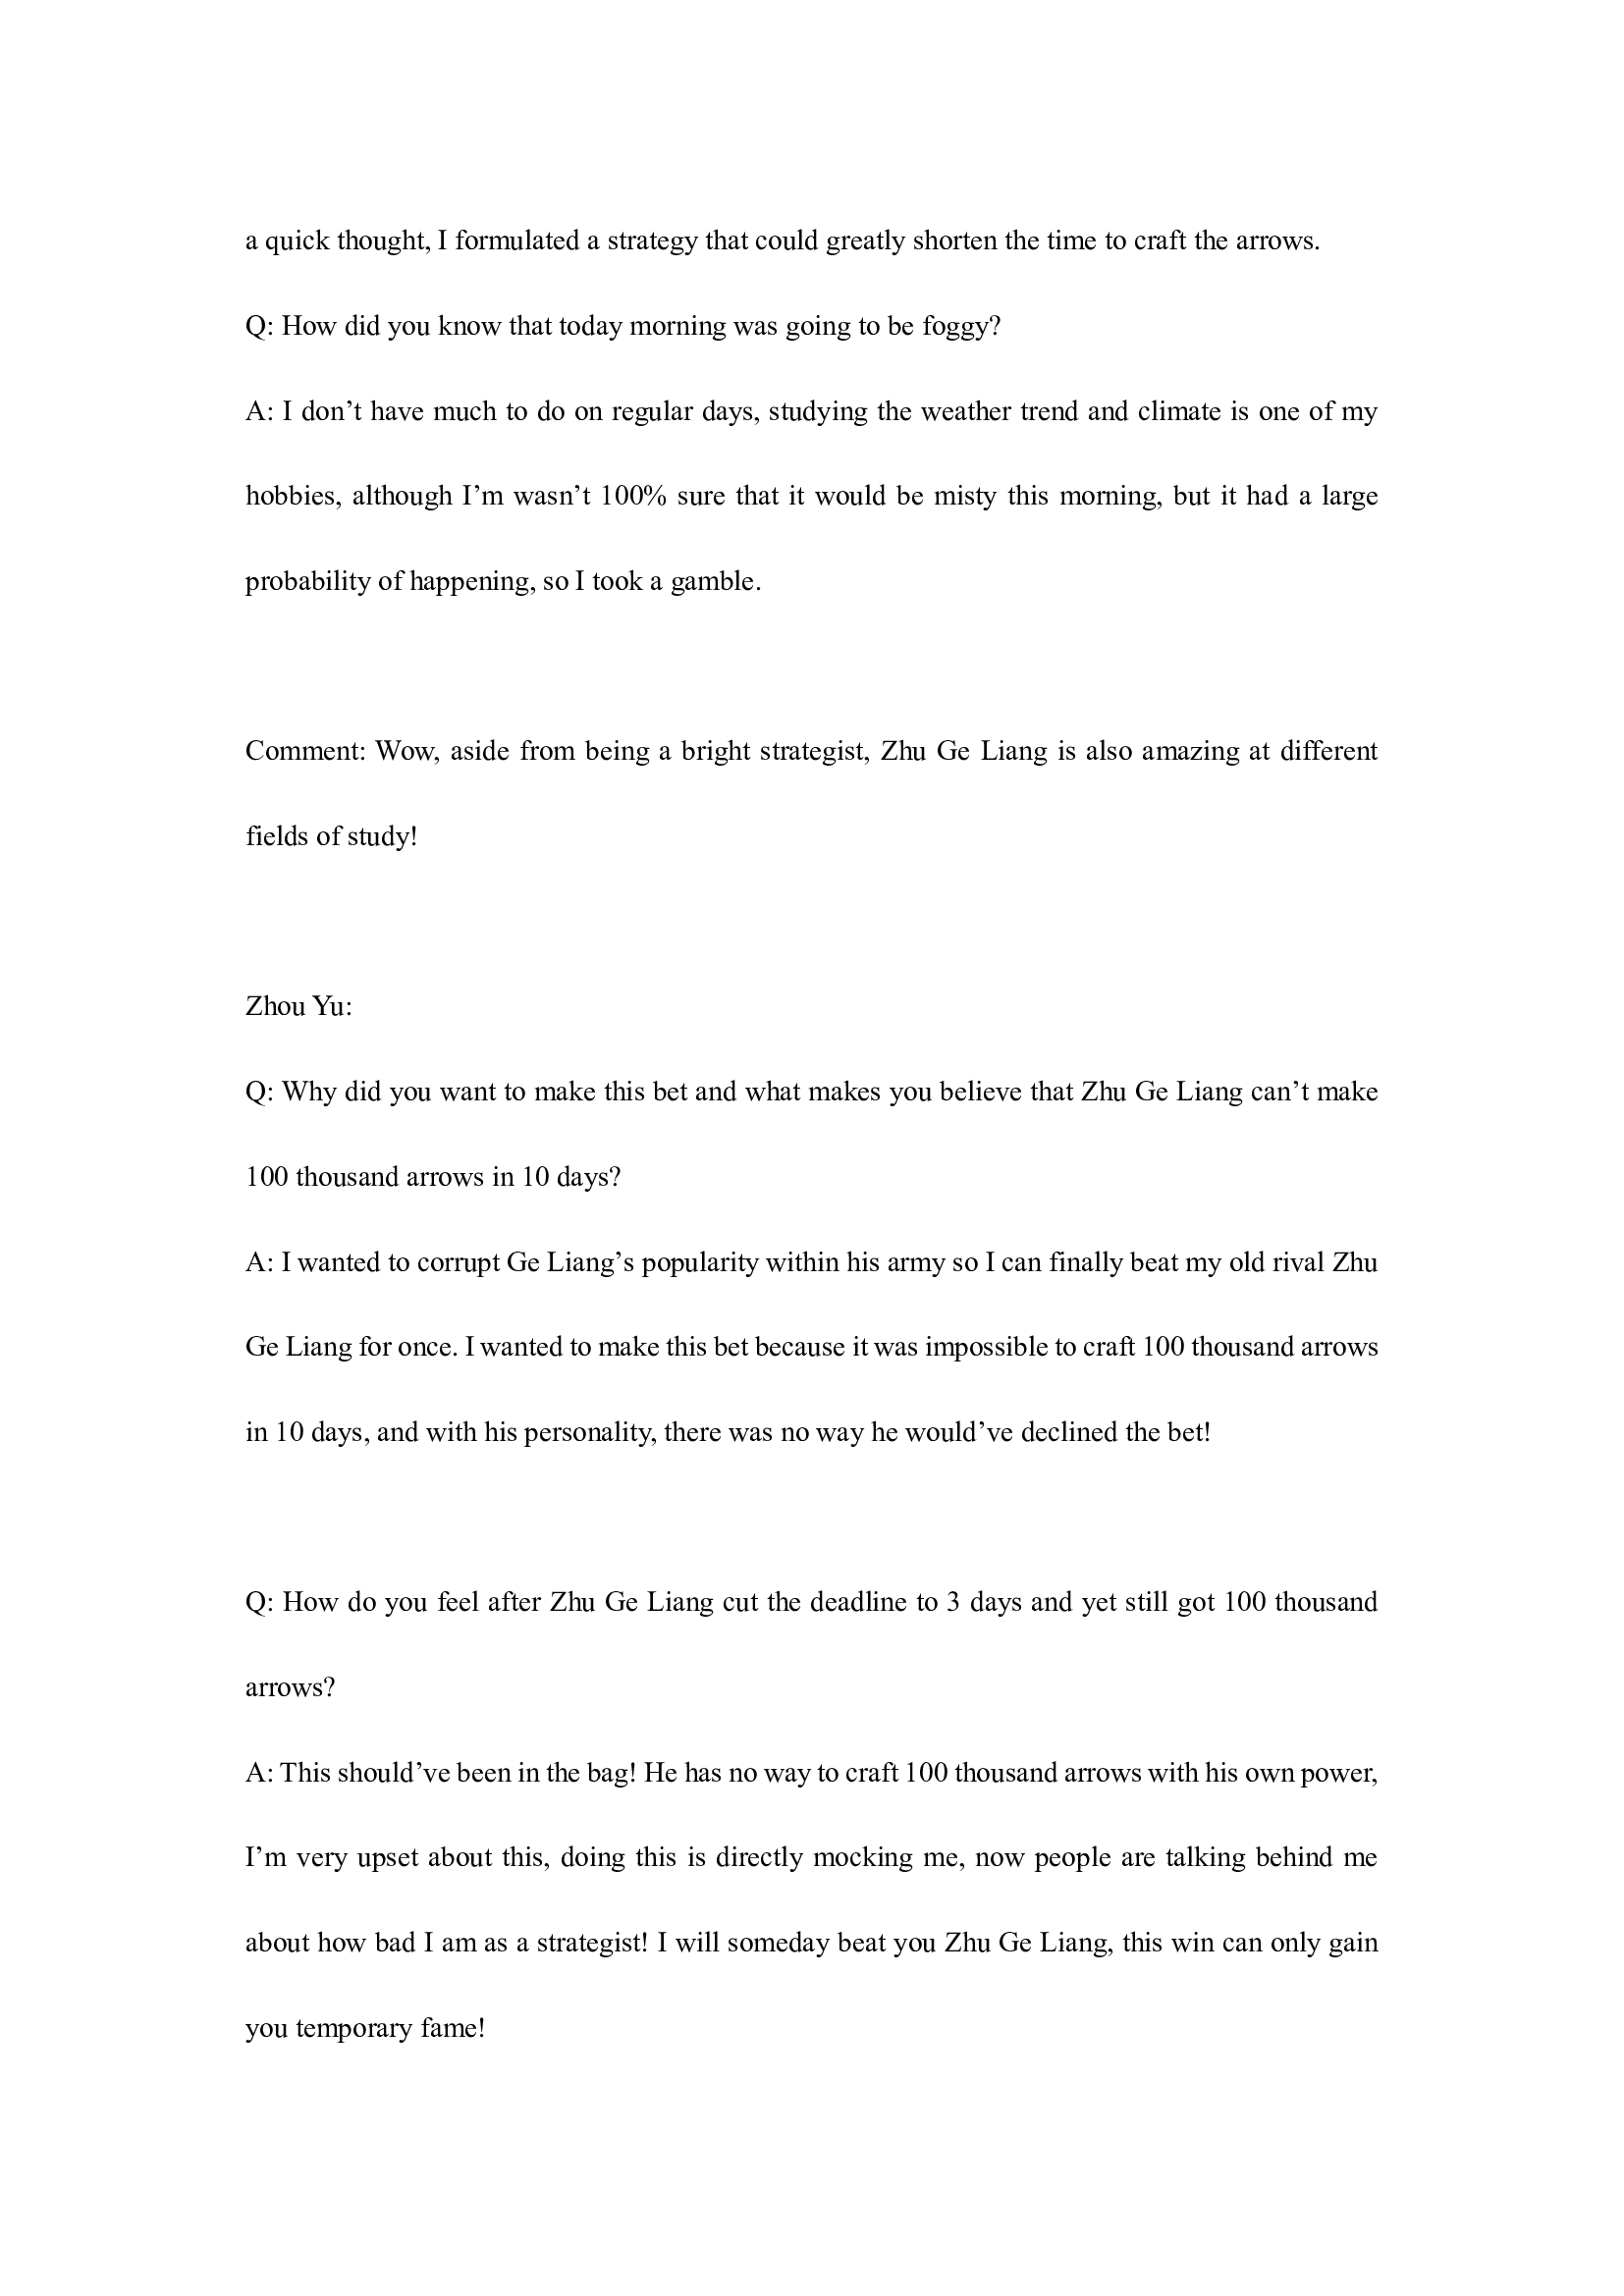 a quick thought, I formulated a strategy that could greatly shorten the time to craft the arrows.
Q: How did you know that today morning was going to be foggy?
A: I don’t have much to do on regular days, studying the weather trend and climate is one of my
hobbies, although I’m wasn’t 100% sure that it would be misty this morning, but it had a large
probability of happening, so I took a gamble.
Comment: Wow, aside from being a bright strategist, Zhu Ge Liang is also amazing at different
fields of study!
Zhou Yu:
Q: Why did you want to make this bet and what makes you believe that Zhu Ge Liang can’t make
100 thousand arrows in 10 days?
A: I wanted to corrupt Ge Liang’s popularity within his army so I can finally beat my old rival Zhu
Ge Liang for once. I wanted to make this bet because it was impossible to craft 100 thousand arrows
in 10 days, and with his personality, there was no way he would’ve declined the bet!
Q: How do you feel after Zhu Ge Liang cut the deadline to 3 days and yet still got 100 thousand
arrows?
A: This should’ve been in the bag! He has no way to craft 100 thousand arrows with his own power,
I’m very upset about this, doing this is directly mocking me, now people are talking behind me
about how bad I am as a strategist! I will someday beat you Zhu Ge Liang, this win can only gain
you temporary fame!